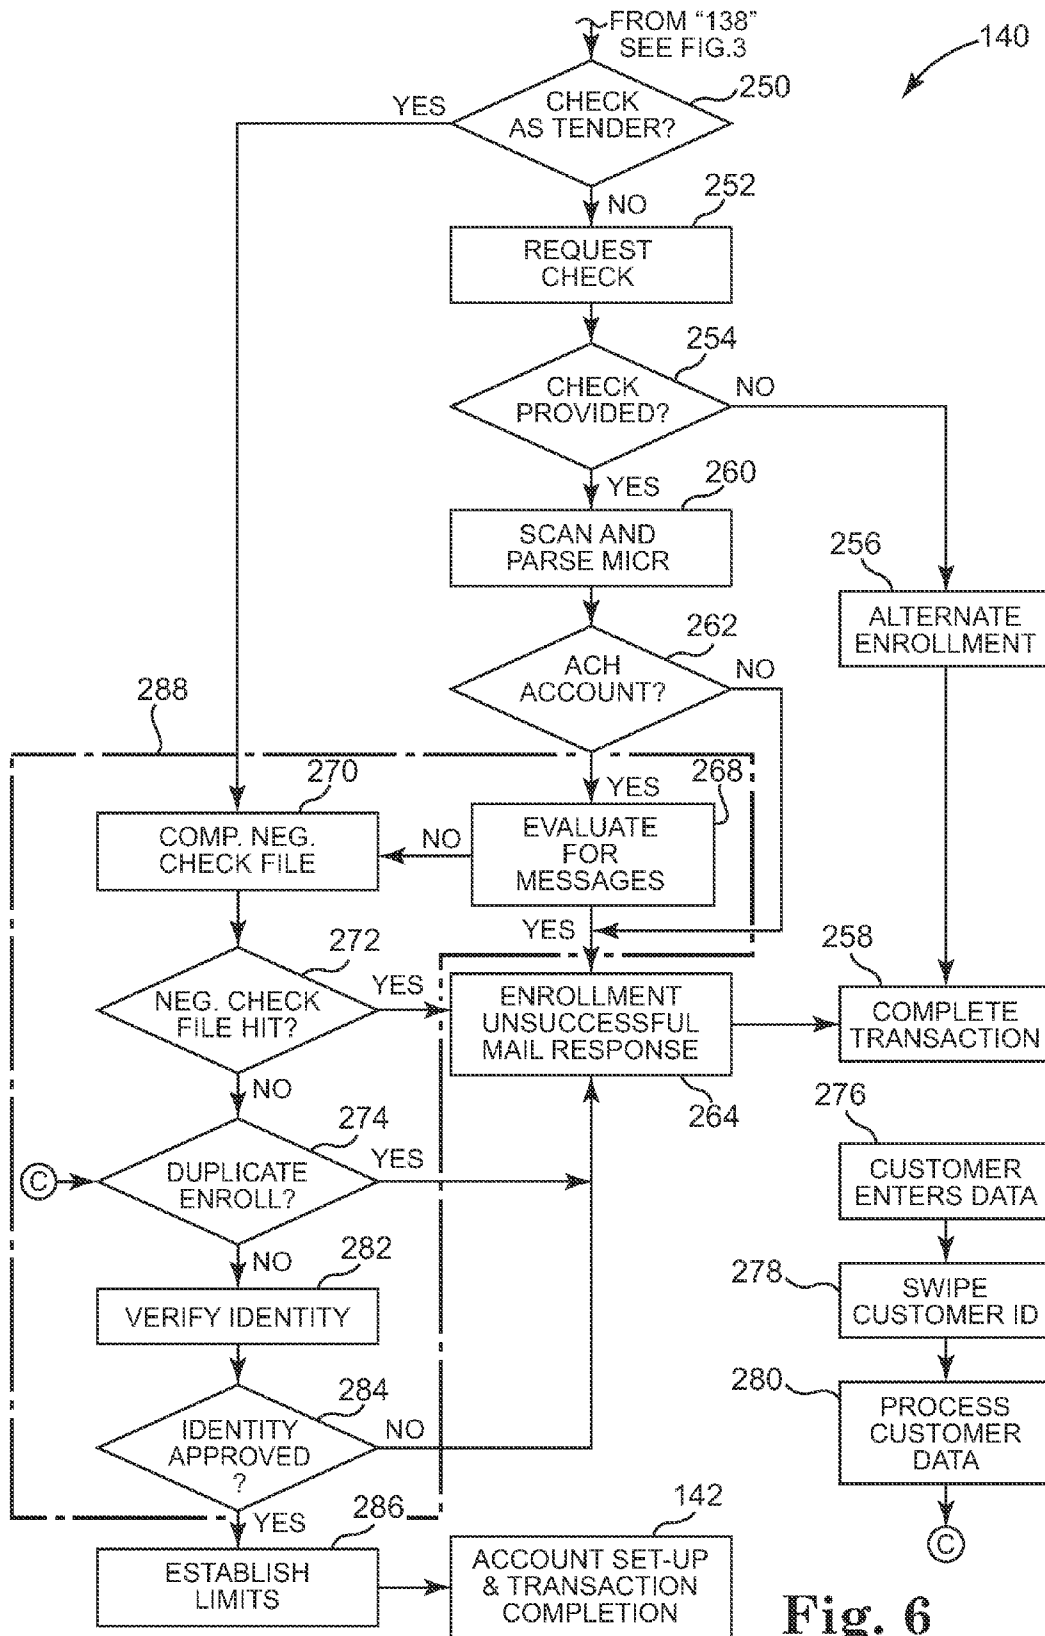 FROM "138"
SEE FIG.3
140
250
YES
CHECK
AS TENDER?
NO
252
REQUEST
CHECK
254
CHECK
PROVIDED?
NO
YES
260
SCAN AND
PARSE MICR
256
ALTERNATE
ENROLLMENT
262
ACH
ACCOUNT?
NO
288
YES
270
COMP. NEG.
CHECK FILE
NO
268
EVALUATE
FOR
MESSAGES
YES
272
NEG. CHECK
FILE HIT?
YES
ENROLLMENT
UNSUCCESSFUL
MAIL RESPONSE
264
258
COMPLETE
TRANSACTION
NO
274
C
DUPLICATE
ENROLL?
YES
276
CUSTOMER
ENTERS DATA
NO
282
VERIFY IDENTITY
278
SWIPE
CUSTOMER ID
284
IDENTITY
APPROVED
?
NO
280
PROCESS
CUSTOMER
DATA
C
YES
286
ESTABLISH
LIMITS
142
ACCOUNT SET-UP
& TRANSACTION
COMPLETION
Fig. 6